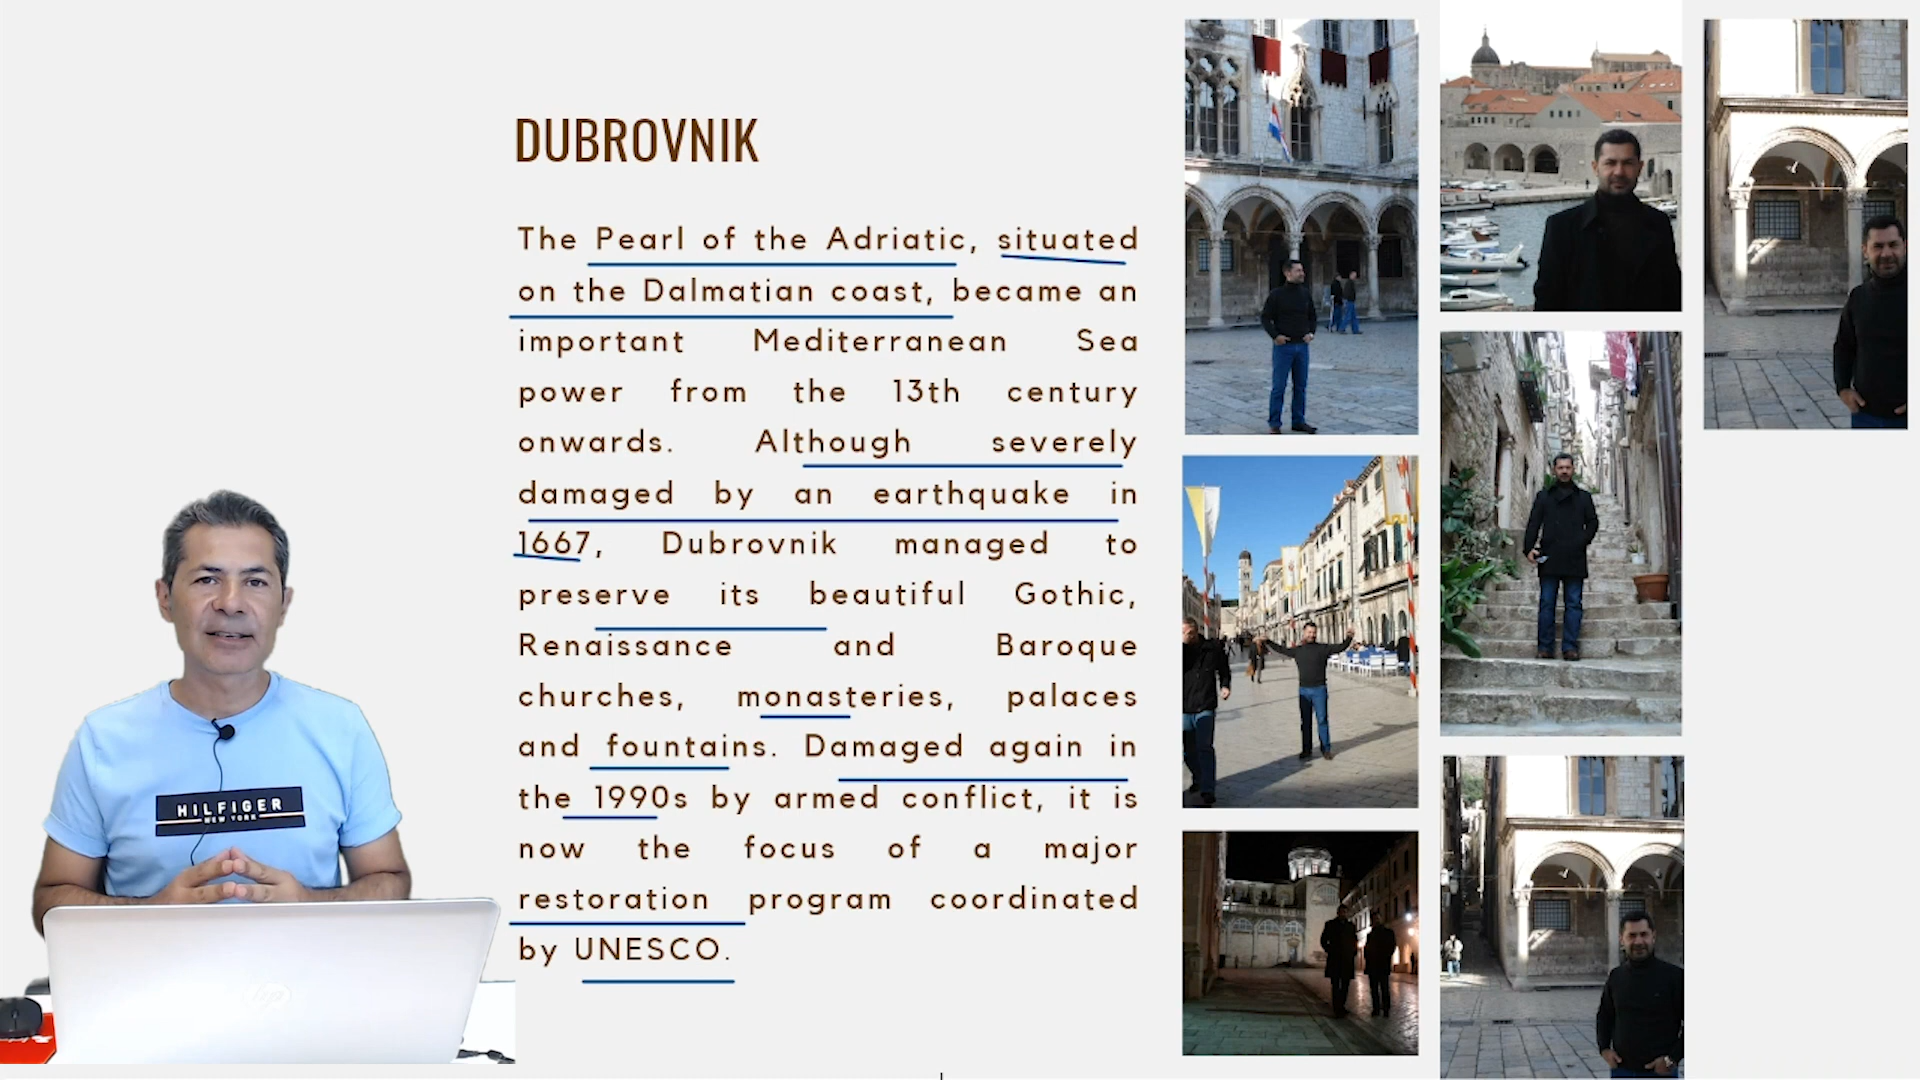 DUBROVNIK
The Pearl of the Adriatic, situated
on the Dalmatian coast, became an
important Mediterranean Sea
power from the 13th century
onwards. Although severely
damaged by an earthquake in
1667, Dubrovnik managed to
preserve its beautiful Gothic,
Renaissance and Baroque
churches, monasteries, palaces
and fountains. Damaged again in
the 1990s by armed conflict, it is
now the focus of a major
restoration program coordinated
by UNESCO.
HILFIGER
NEW YORK
hp